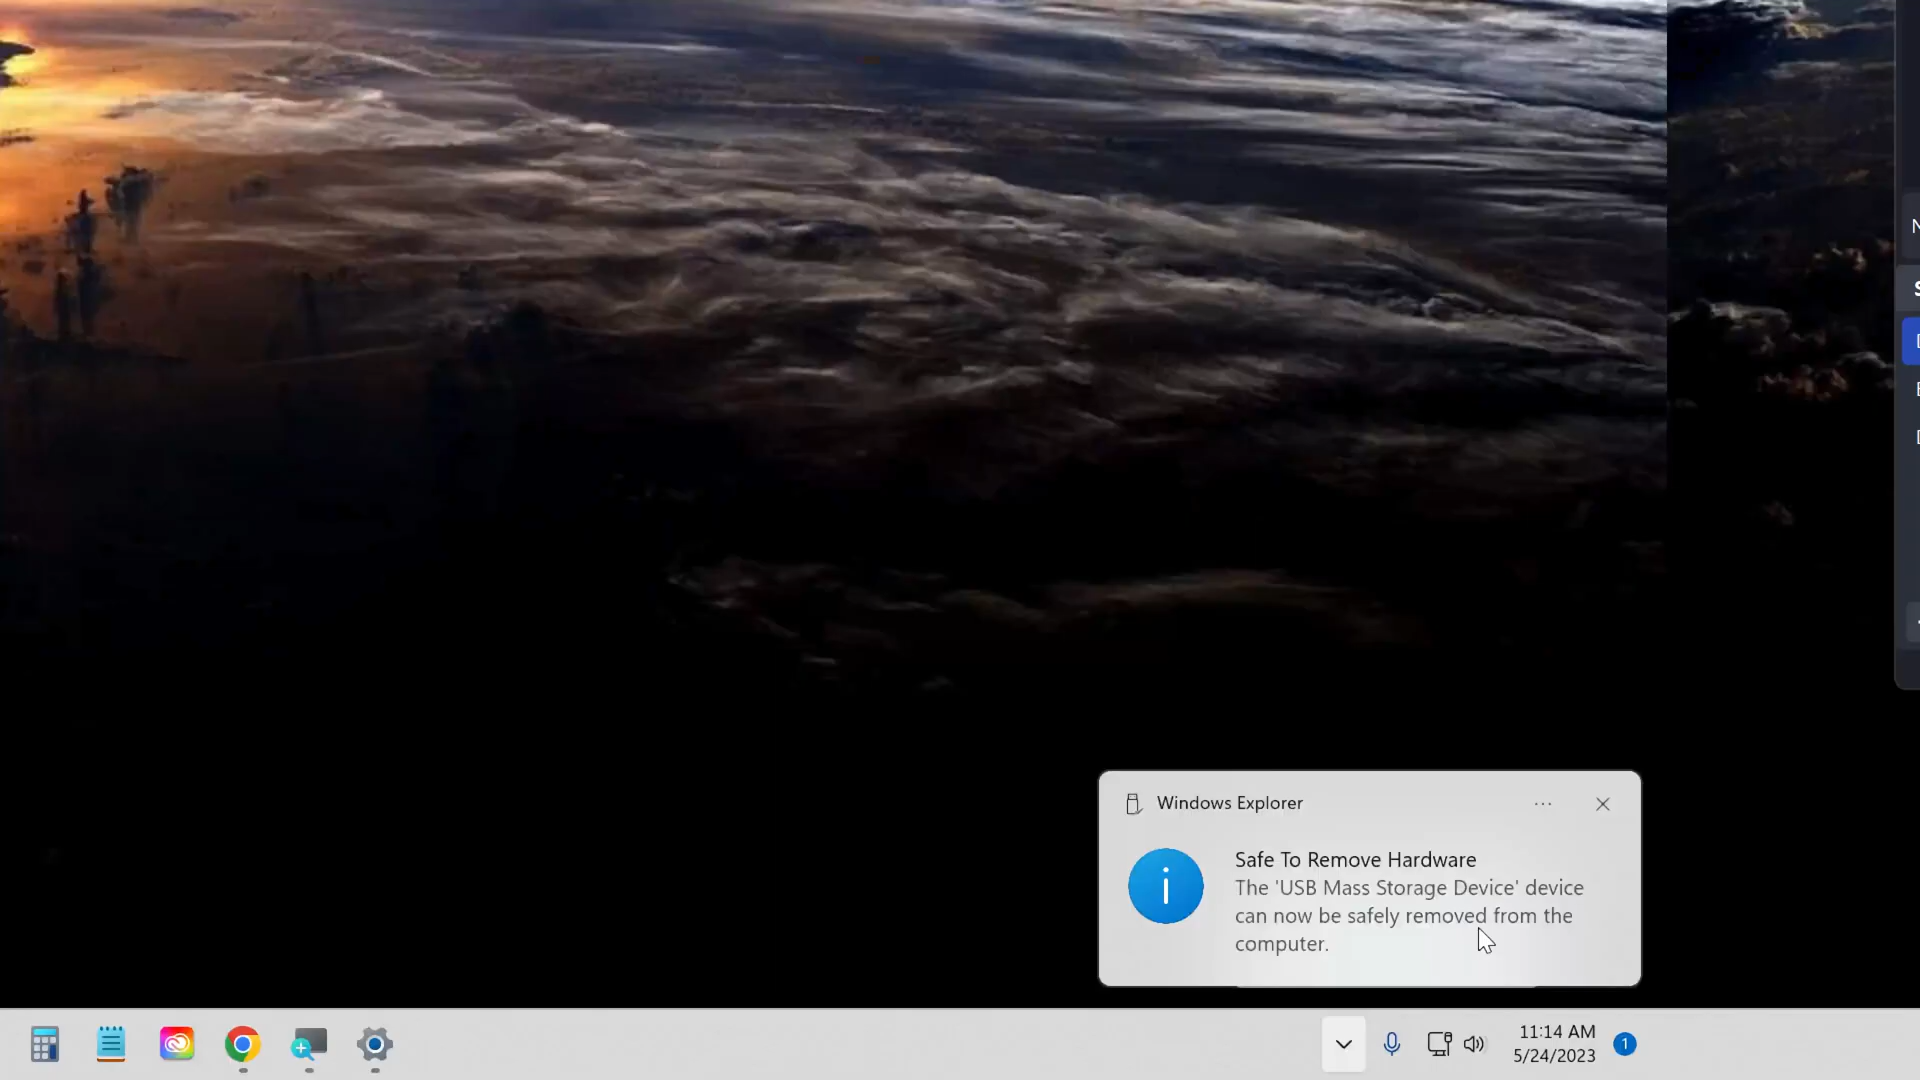 Windows Explorer
Safe To Remove Hardware
The 'USB Mass Storage Device' device
can now be safely removed from the
computer.
11:14 AM
5/24/2023
1